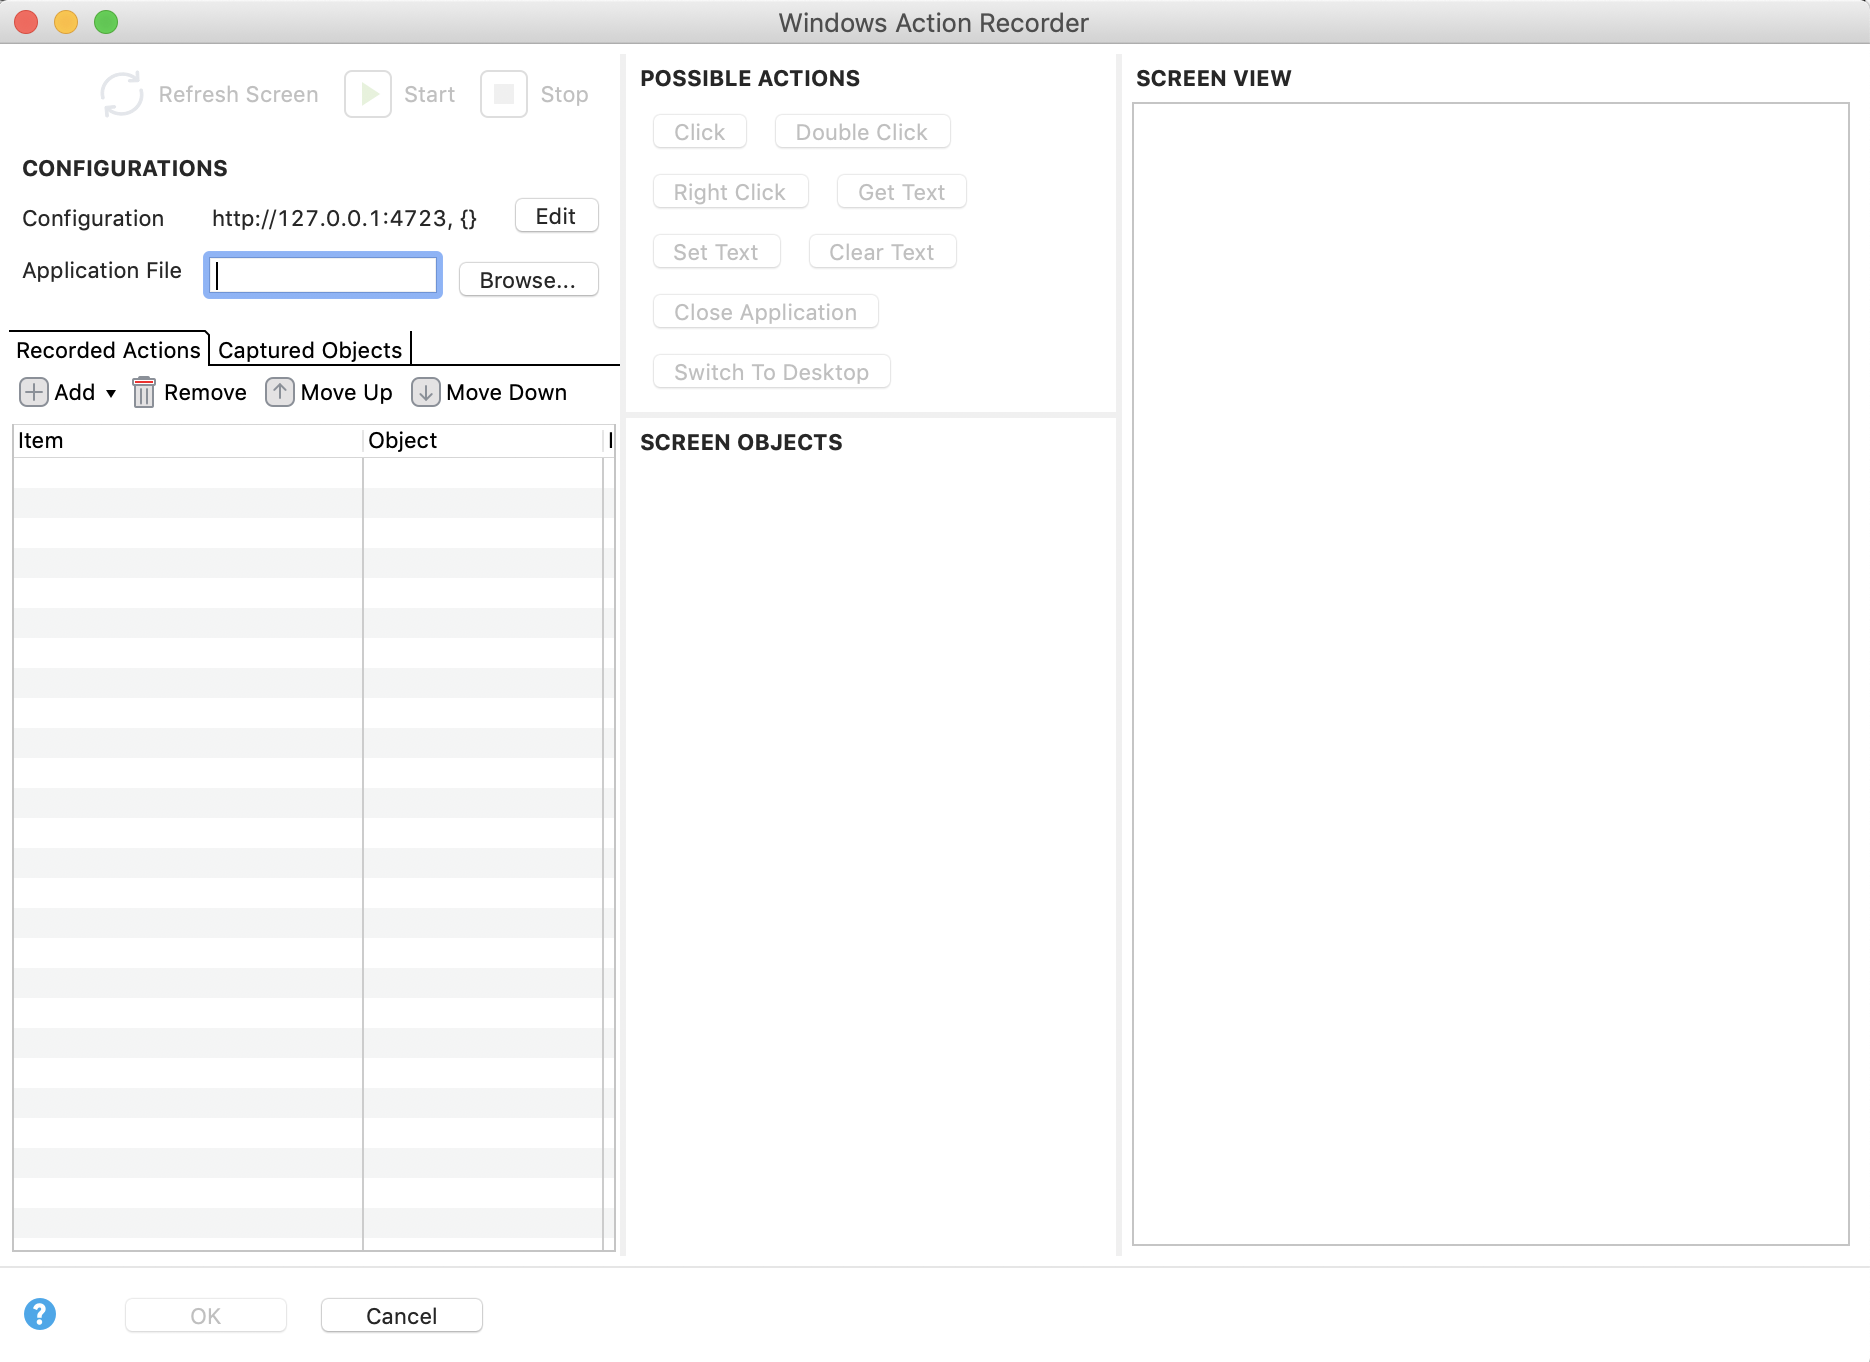 Windows Action Recorder
Refresh Screen Start Stop
CONFIGURATIONS
Configuration http://127.0.0.1:4723, {} Edit
Application File Browse...
Recorded Actions Captured Objects
Add Remove Move Up Move Down
Item Object
POSSIBLE ACTIONS
Click Double Click
Right Click Get Text
Set Text Clear Text
Close Application
Switch To Desktop
SCREEN OBJECTS
SCREEN VIEW
? OK Cancel